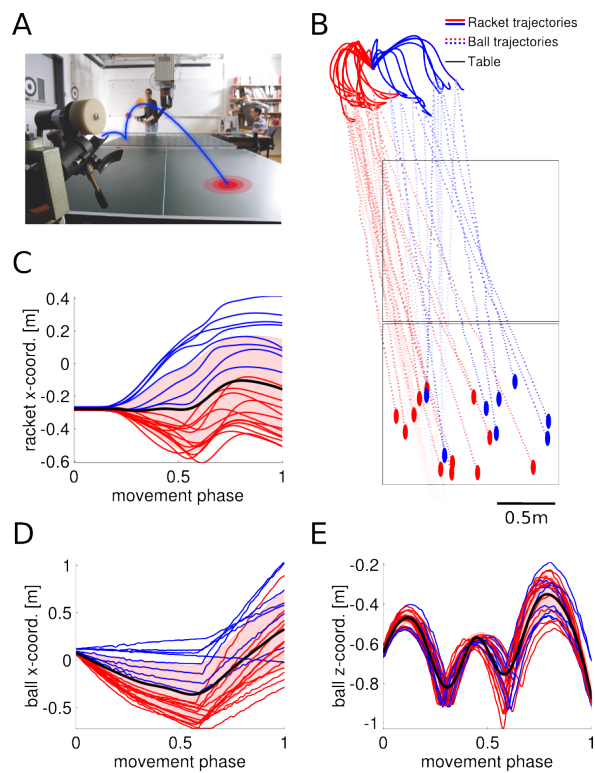 A
B
Racket trajectories
Ball trajectories
Table
0.5m
C
racket x-coord. [m]
0.4
0.2
0
-0.2
-0.4
-0.6
0
0.5
1
movement phase
D
ball x-coord. [m]
1
0.5
0
-0.5
0
0.5
1
movement phase
E
ball z-coord. [m]
-0.2
-0.4
-0.6
-0.8
-1
0
0.5
1
movement phase